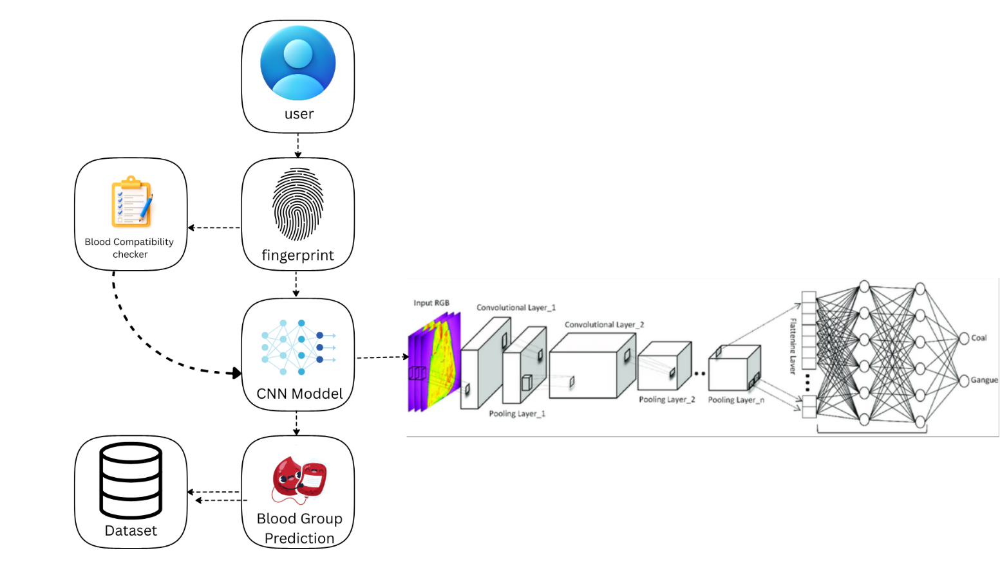 user
Blood Compatibility
checker
fingerprint
CNN Moddel
Input RGB
Convolutional Layer_1
Pooling Layer_1
Convolutional Layer_2
Pooling Layer_2
Pooling Layer_n
Flattening Layer
Coal
Gangue
Dataset
Blood Group
Prediction